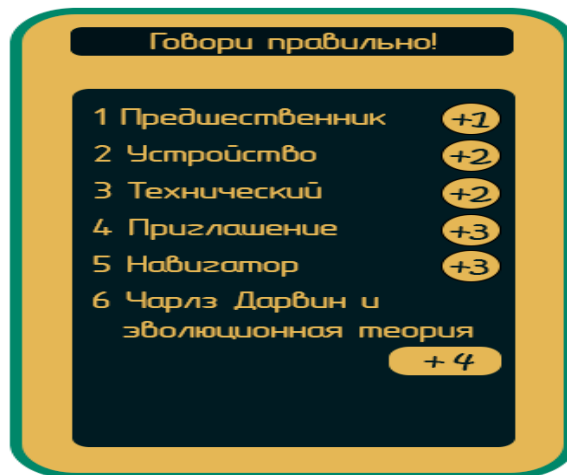 Говори правильно!
1 Предшественник +1
2 Устройство +2
3 Технический +2
4 Приглашение +3
5 Навигатор +3
6 Чарлз Дарвин и
эволюционная теория
+4